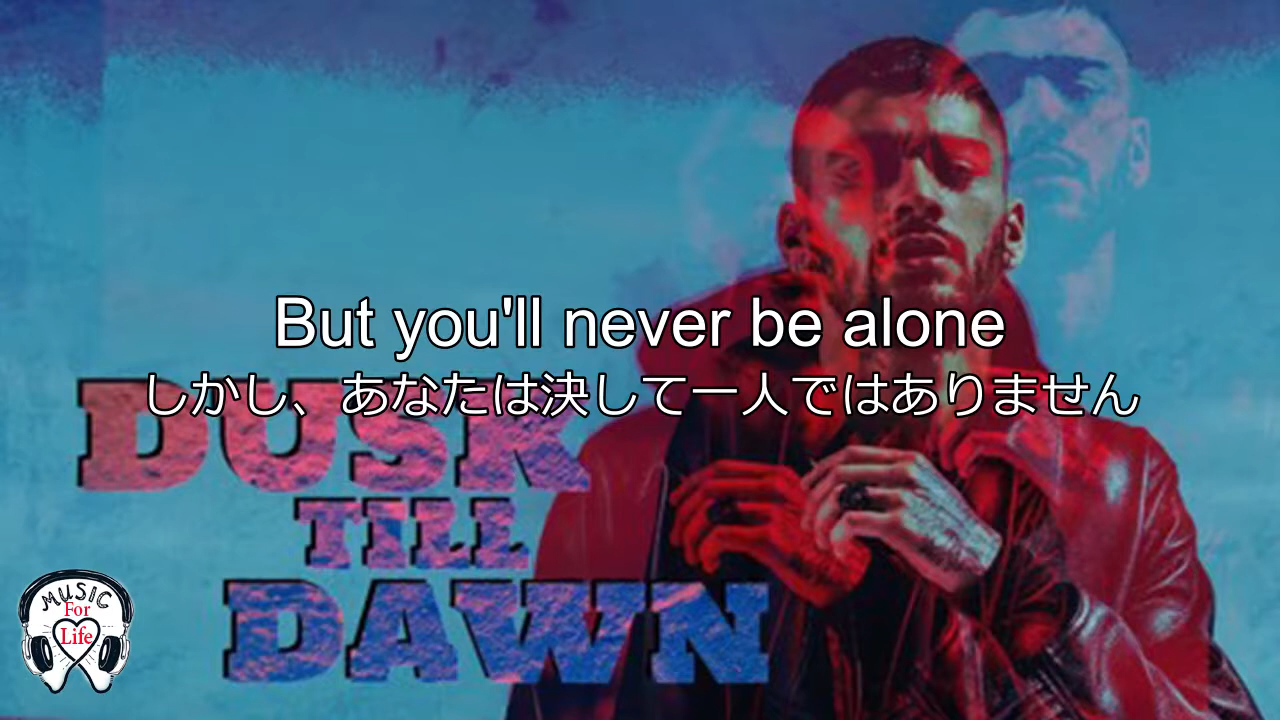 But you'll never be alone
しかし、あなたは決して一人ではありません
DUSK
TILL
DAWN
MUSIC
For
Life